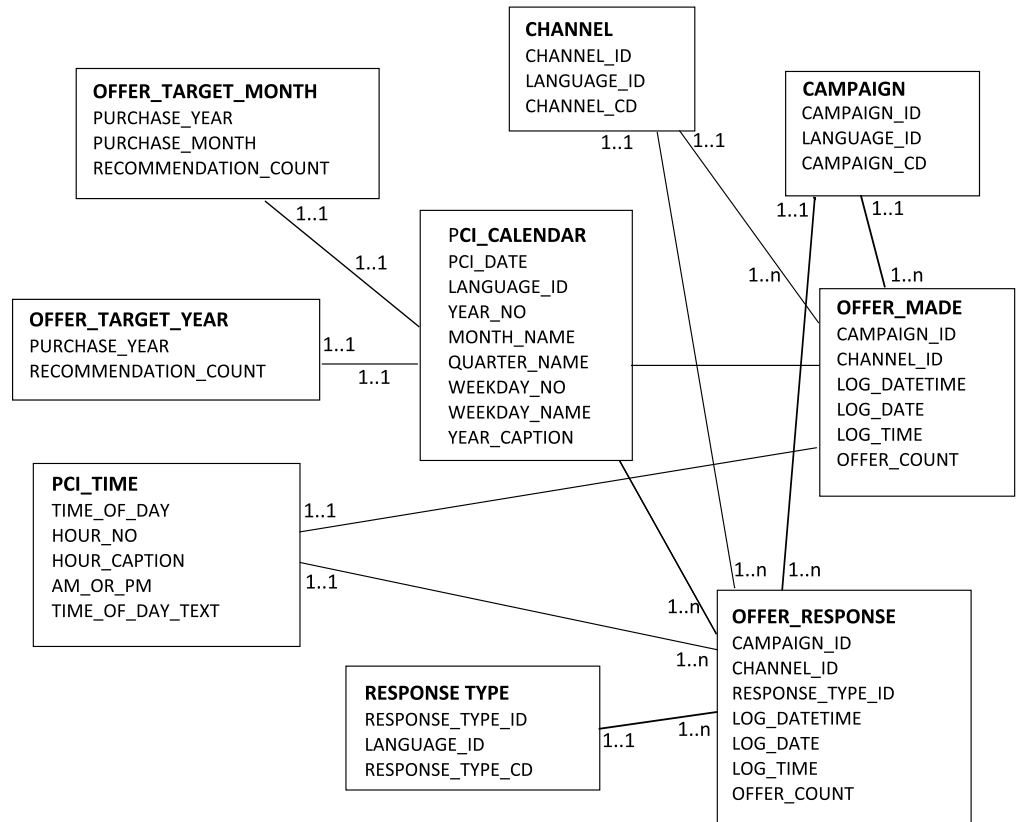 CHANNEL
CHANNEL_ID
LANGUAGE_ID
CHANNEL_CD
1..1
1..1
OFFER_TARGET_MONTH
PURCHASE_YEAR
PURCHASE_MONTH
RECOMMENDATION_COUNT
1..1
1..1
CAMPAIGN
CAMPAIGN_ID
LANGUAGE_ID
CAMPAIGN_CD
1..1
1..1
PCI_CALENDAR
PCI_DATE
LANGUAGE_ID
YEAR_NO
MONTH_NAME
QUARTER_NAME
WEEKDAY_NO
WEEKDAY_NAME
YEAR_CAPTION
1..n
1..n
OFFER_TARGET_YEAR
PURCHASE_YEAR
RECOMMENDATION_COUNT
1..1
1..1
OFFER_MADE
CAMPAIGN_ID
CHANNEL_ID
LOG_DATETIME
LOG_DATE
LOG_TIME
OFFER_COUNT
PCI_TIME
TIME_OF_DAY
HOUR_NO
HOUR_CAPTION
AM_OR_PM
TIME_OF_DAY_TEXT
1..1
1..1
1..n
1..n
1..n
1..n
OFFER_RESPONSE
CAMPAIGN_ID
CHANNEL_ID
RESPONSE_TYPE_ID
LOG_DATETIME
LOG_DATE
LOG_TIME
OFFER_COUNT
RESPONSE TYPE
RESPONSE_TYPE_ID
LANGUAGE_ID
RESPONSE_TYPE_CD
1..1
1..n